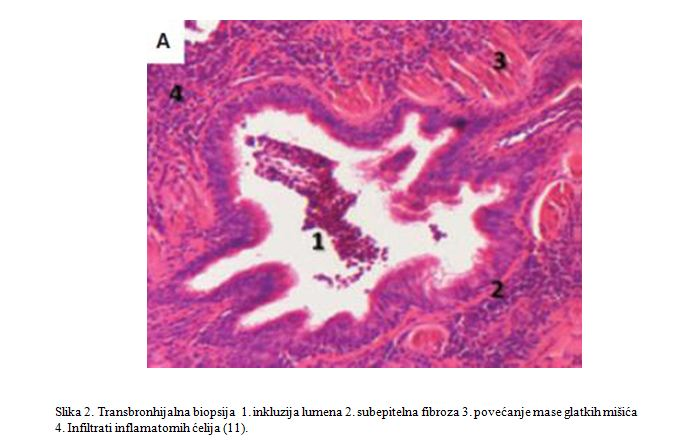 A
3
4
1
2
Slika 2. Transbronhijalna biopsija 1. inkluzija lumena 2. subepitelna fibroza 3. povećanje mase glatkih mišića
4. Infiltrati inflamatornih ćelija (11).